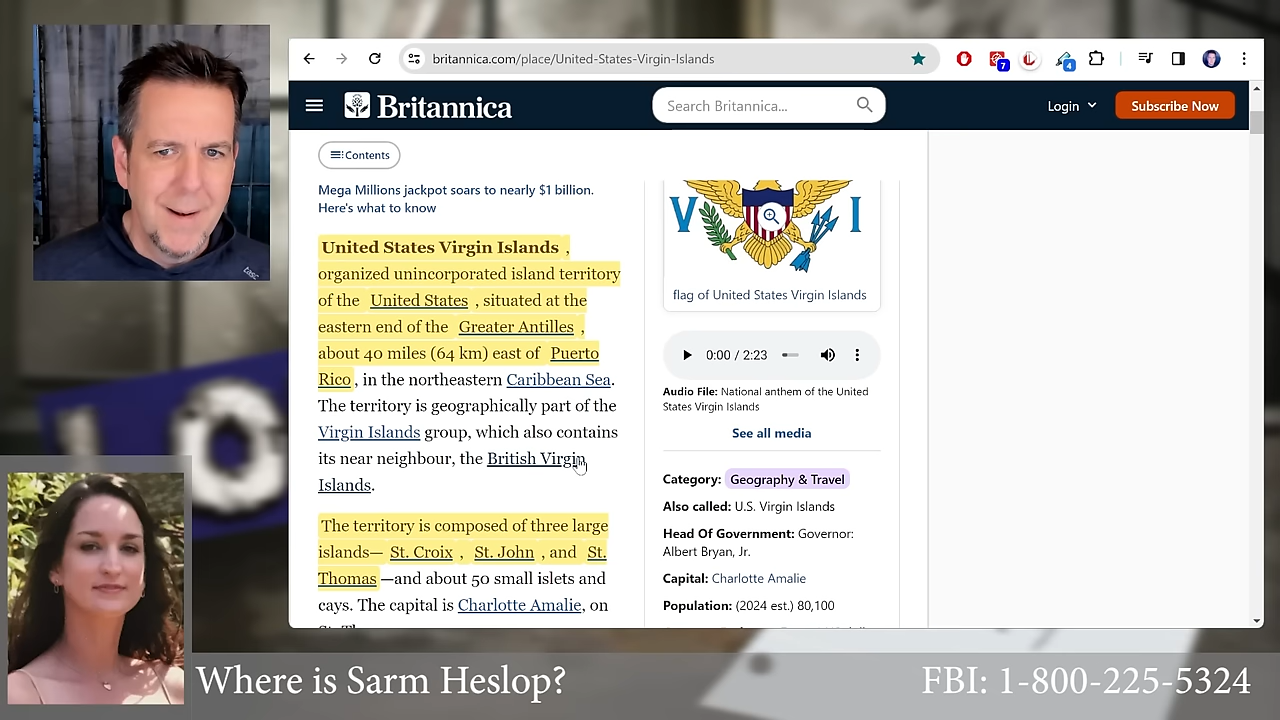 britannica.com/place/United-States-Virgin-Islands
7
4
Britannica
Search Britannica...
Login
Subscribe Now
Contents
Mega Millions jackpot soars to nearly $1 billion.
Here's what to know
United States Virgin Islands ,
organized unincorporated island territory
of the United States , situated at the
eastern end of the Greater Antilles ,
about 40 miles (64 km) east of Puerto
Rico , in the northeastern Caribbean Sea.
The territory is geographically part of the
Virgin Islands group, which also contains
its near neighbour, the British Virgin
Islands.
The territory is composed of three large
islands— St. Croix , St. John , and St.
Thomas —and about 50 small islets and
cays. The capital is Charlotte Amalie, on
V I
flag of United States Virgin Islands
0:00 / 2:23
Audio File: National anthem of the United
States Virgin Islands
See all media
Category: Geography & Travel
Also called: U.S. Virgin Islands
Head Of Government: Governor:
Albert Bryan, Jr.
Capital: Charlotte Amalie
Population: (2024 est.) 80,100
Where is Sarm Heslop?
FBI: 1-800-225-5324